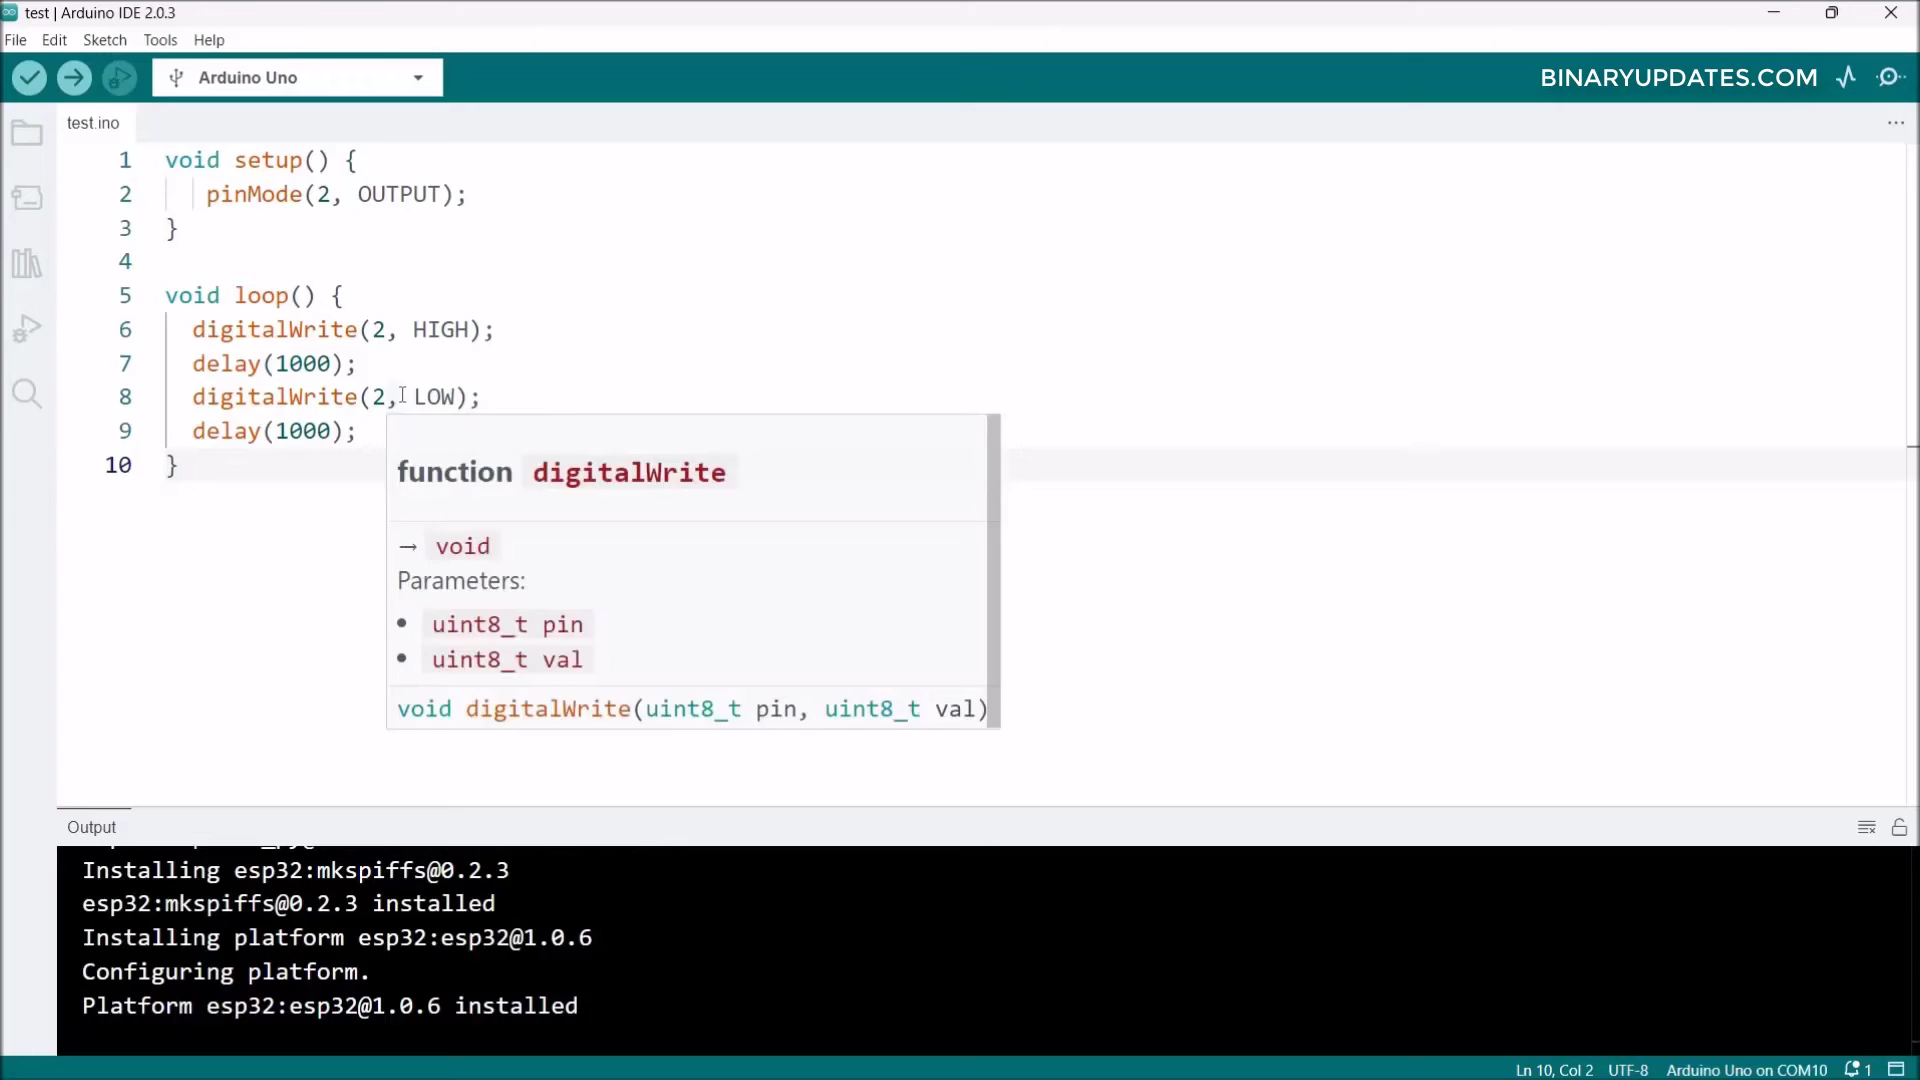 test | Arduino IDE 2.0.3
File Edit Sketch Tools Help
Arduino Uno
BINARYUPDATES.COM
test.ino
1 void setup() {
2 pinMode(2, OUTPUT);
3 }
4
5 void loop() {
6 digitalWrite(2, HIGH);
7 delay(1000);
8 digitalWrite(2, LOW);
9 delay(1000);
10 }
function digitalWrite
→ void
Parameters:
• uint8_t pin
• uint8_t val
void digitalWrite(uint8_t pin, uint8_t val)
Output
Installing esp32:mkspiffs@0.2.3
esp32:mkspiffs@0.2.3 installed
Installing platform esp32:esp32@1.0.6
Configuring platform.
Platform esp32:esp32@1.0.6 installed
Ln 10, Col 2 UTF-8 Arduino Uno on COM10 1